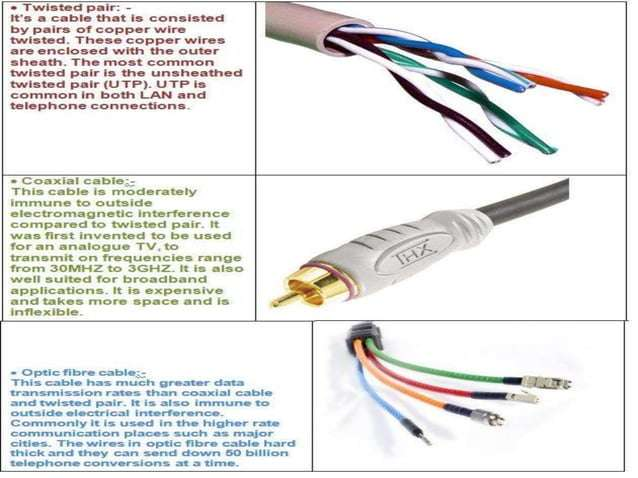 • Twisted pair: -
It's a cable that is consisted
by pairs of copper wire
twisted. These copper wires
are enclosed with the outer
sheath. The most common
twisted pair is the unsheathed
twisted pair (UTP). UTP is
common in both LAN and
telephone connections.
• Coaxial cable:-
This cable is moderately
immune to outside
electromagnetic interference
compared to twisted pair. It
was first invented to be used
for an analogue TV, to
transmit on frequencies range
from 30MHZ to 3GHZ. It is also
well suited for broadband
applications. It is expensive
and takes more space and is
inflexible.
THX
• Optic fibre cable:-
This cable has much greater data
transmission rates than coaxial cable
and twisted pair. It is also immune to
outside electrical interference.
Commonly it is used in the higher rate
communication places such as major
cities. The wires in optic fibre cable hard
thick and they can send down 50 billion
telephone conversions at a time.